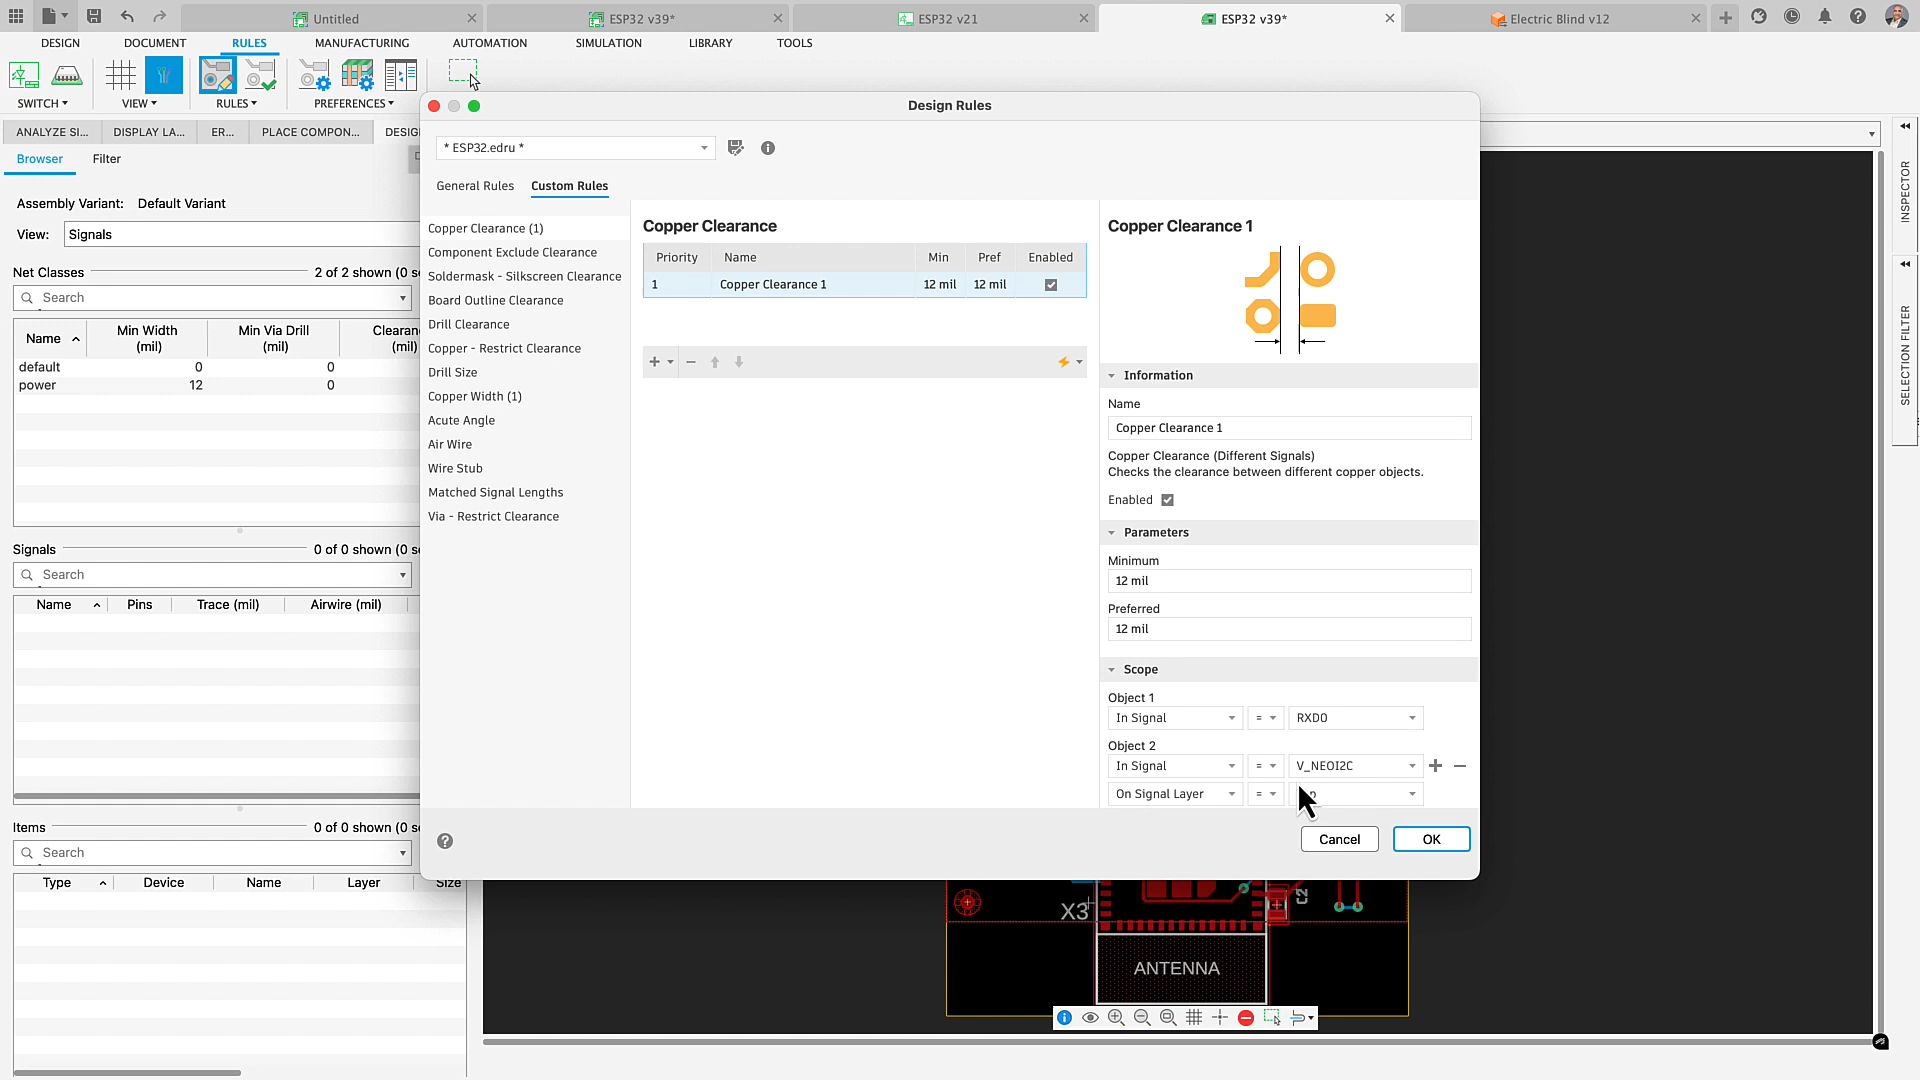 Untitled
ESP32 v39*
ESP32 v21
ESP32 v39*
Electric Blind v12
DESIGN
DOCUMENT
RULES
MANUFACTURING
AUTOMATION
SIMULATION
LIBRARY
TOOLS
SWITCH
VIEW
RULES
PREFERENCES
ANALYZE SI...
DISPLAY LA...
ER...
PLACE COMPON...
DESIG
Browser
Filter
Assembly Variant: Default Variant
View: Signals
Net Classes
2 of 2 shown (0 s
Search
Name
Min Width (mil)
Min Via Drill (mil)
Clearan (mil)
default 0 0
power 12 0
Signals
0 of 0 shown (0 s
Search
Name
Pins
Trace (mil)
Airwire (mil)
Items
0 of 0 shown (0 s
Search
Type
Device
Name
Layer
Size
Design Rules
* ESP32.edru *
General Rules
Custom Rules
Copper Clearance (1)
Component Exclude Clearance
Soldermask - Silkscreen Clearance
Board Outline Clearance
Drill Clearance
Copper - Restrict Clearance
Drill Size
Copper Width (1)
Acute Angle
Air Wire
Wire Stub
Matched Signal Lengths
Via - Restrict Clearance
Copper Clearance
Priority Name Min Pref Enabled
1 Copper Clearance 1 12 mil 12 mil
Copper Clearance 1
Information
Name
Copper Clearance 1
Copper Clearance (Different Signals)
Checks the clearance between different copper objects.
Enabled
Parameters
Minimum
12 mil
Preferred
12 mil
Scope
Object 1
In Signal = RXD0
Object 2
In Signal = V_NEOI2C
On Signal Layer =
Cancel
OK
INSPECTOR
SELECTION FILTER
X3
C2
ANTENNA